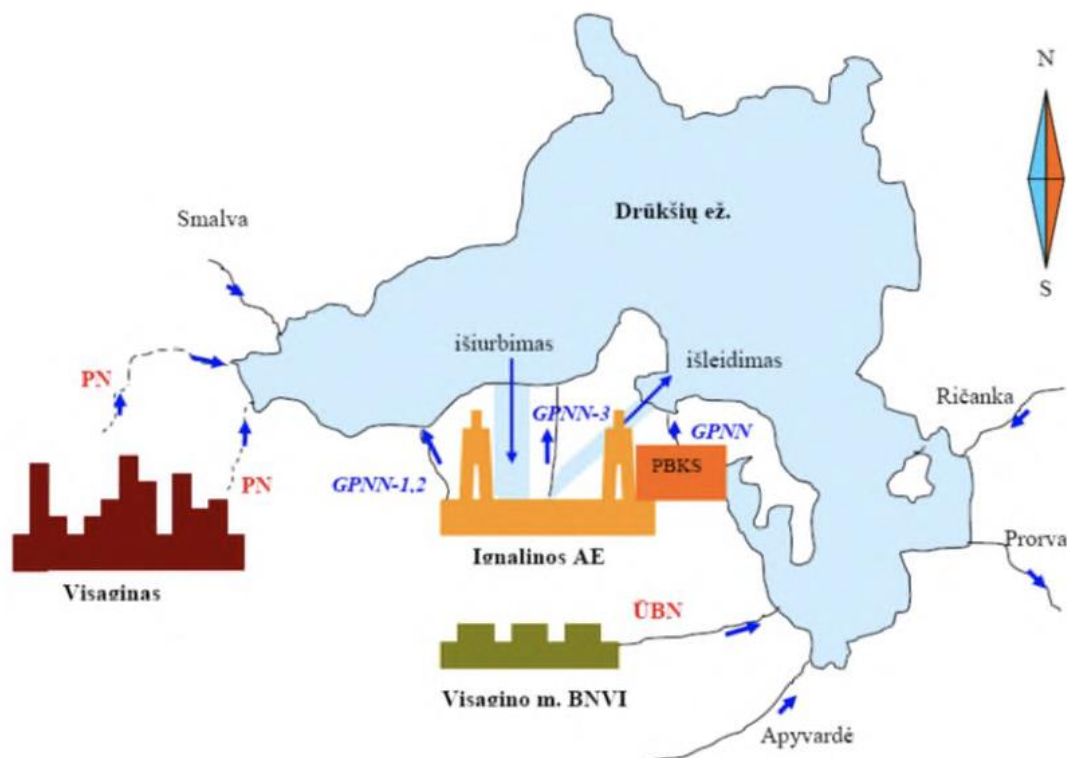 N
Drūkšių ež.
Smalva
S
išiurbimas
išleidimas
PN
Ričanka
GPNN-3
GPNN
PBKS
PN
GPNN-1,2
Prorva
Ignalinos AE
Visaginas
ŪBN
Visagino m. BNVI
Apyvardė